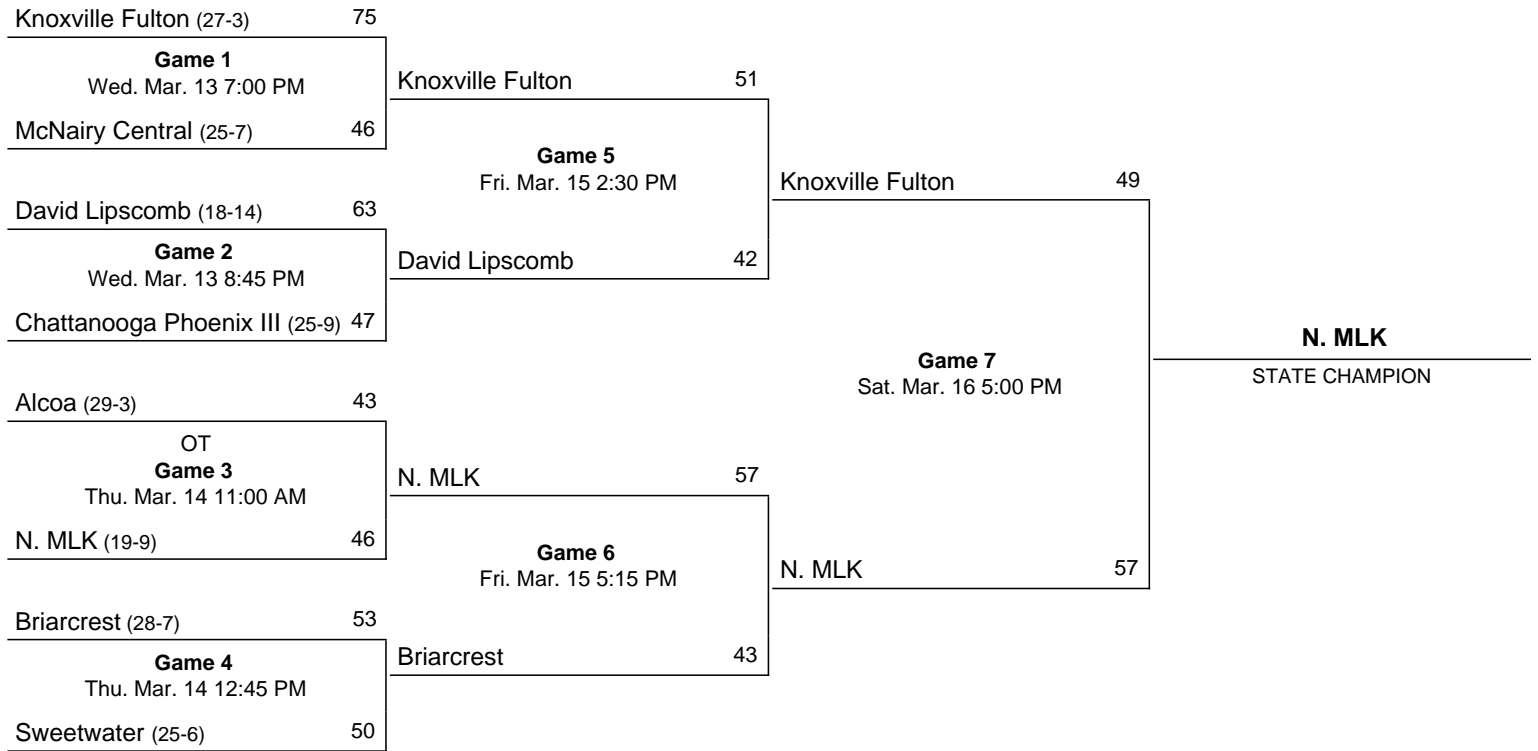 Knoxville Fulton (27-3) 75
Game 1
Wed. Mar. 13 7:00 PM
McNairy Central (25-7) 46
David Lipscomb (18-14) 63
Game 2
Wed. Mar. 13 8:45 PM
Chattanooga Phoenix III (25-9) 47
Alcoa (29-3) 43
OT
Game 3
Thu. Mar. 14 11:00 AM
N. MLK (19-9) 46
Briarcrest (28-7) 53
Game 4
Thu. Mar. 14 12:45 PM
Sweetwater (25-6) 50
Knoxville Fulton 51
Game 5
Fri. Mar. 15 2:30 PM
David Lipscomb 42
N. MLK 57
Game 6
Fri. Mar. 15 5:15 PM
Briarcrest 43
Knoxville Fulton 49
Game 7
Sat. Mar. 16 5:00 PM
N. MLK 57
N. MLK
STATE CHAMPION